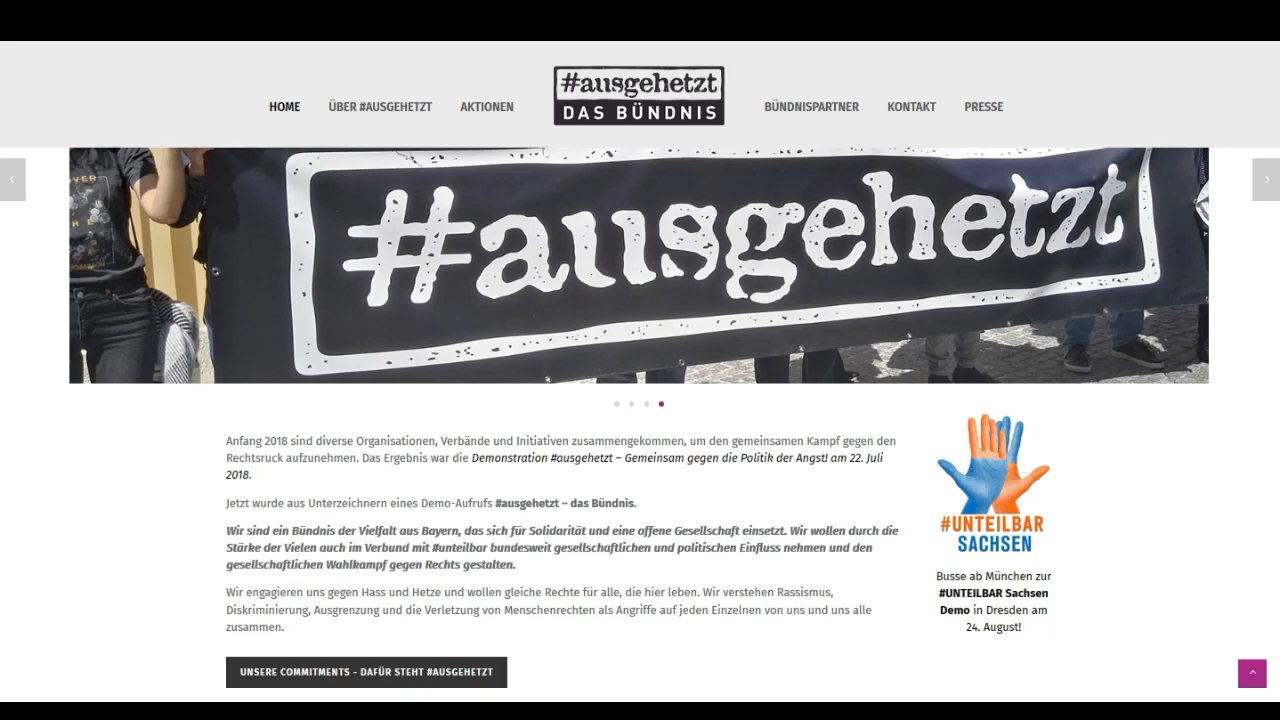 HOME ÜBER #AUSGEHETZT AKTIONEN
#ausgehetzt
DAS BÜNDNIS
BÜNDNISPARTNER KONTAKT PRESSE
#ausgehetzt
Anfang 2018 sind diverse Organisationen, Verbände und Initiativen zusammengekommen, um den gemeinsamen Kampf gegen den
Rechtsruck aufzunehmen. Das Ergebnis war die Demonstration #ausgehetzt – Gemeinsam gegen die Politik der Angst! am 22. Juli
2018.
Jetzt wurde aus Unterzeichnern eines Demo-Aufrufs #ausgehetzt – das Bündnis.
Wir sind ein Bündnis der Vielfalt aus Bayern, das sich für Solidarität und eine offene Gesellschaft einsetzt. Wir wollen durch die
Stärke der Vielen auch im Verbund mit #unteilbar bundesweit gesellschaftlichen und politischen Einfluss nehmen und den
gesellschaftlichen Wahlkampf gegen Rechts gestalten.
Wir engagieren uns gegen Hass und Hetze und wollen gleiche Rechte für alle, die hier leben. Wir verstehen Rassismus,
Diskriminierung, Ausgrenzung und die Verletzung von Menschenrechten als Angriffe auf jeden Einzelnen von uns und uns alle
zusammen.
UNSERE COMMITMENTS - DAFÜR STEHT #AUSGEHETZT
#UNTEILBAR
SACHSEN
Busse ab München zur
#UNTEILBAR Sachsen
Demo in Dresden am
24. August!